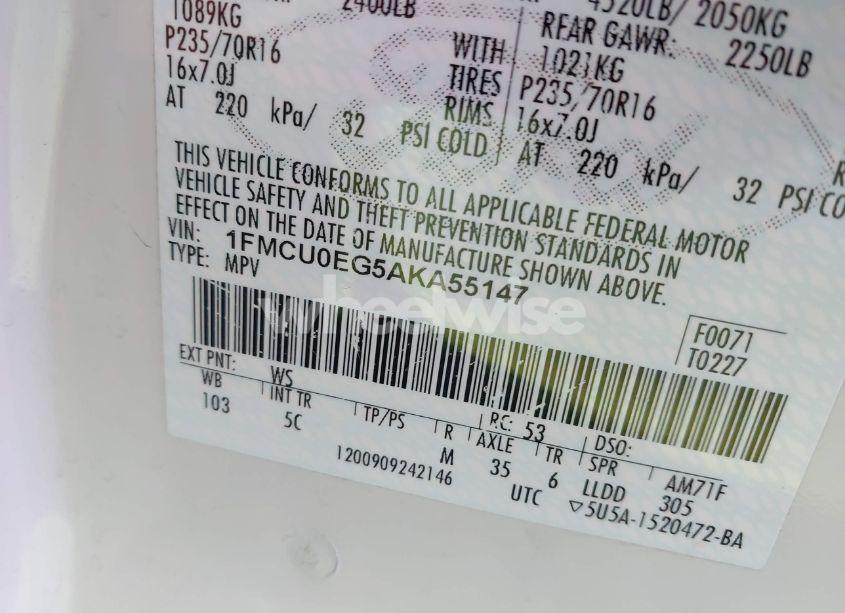 1089KG 2400LB
P235/70R16 WITH
16x7.0J TIRES
AT 220 kPa/ 32 RIMS
PSI COLD
4520LB/ 2050KG
REAR GAWR: 2250LB
1021KG
P235/70R16
16x7.0J
AT 220 kPa/ 32 PSI CO
THIS VEHICLE CONFORMS TO ALL APPLICABLE FEDERAL MOTOR
VEHICLE SAFETY AND THEFT PREVENTION STANDARDS IN
EFFECT ON THE DATE OF MANUFACTURE SHOWN ABOVE.
VIN: 1FMCU0EG5AKA55147
TYPE: MPV
wheelwise
F0071
T0227
EXT PNT: WS RC: 53 DSO:
WB INT TR TP/PS R AXLE TR SPR AM71F
103 5C M 35 6 LLDD 305
1200909242146 UTC ▽5U5A-1520472-BA